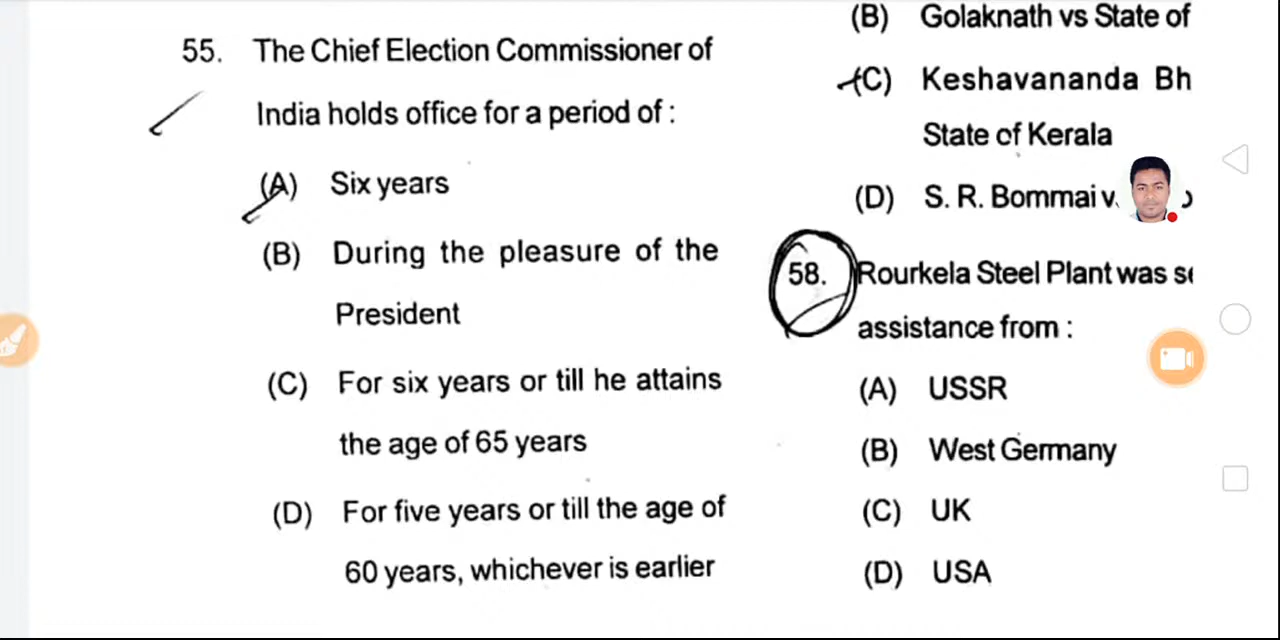 55. The Chief Election Commissioner of
India holds office for a period of :
(A) Six years
(B) During the pleasure of the
President
(C) For six years or till he attains
the age of 65 years
(D) For five years or till the age of
60 years, whichever is earlier
(B) Golaknath vs State of
(C) Keshavananda Bh
State of Kerala
(D) S. R. Bommai v
58. Rourkela Steel Plant was se
assistance from :
(A) USSR
(B) West Germany
(C) UK
(D) USA